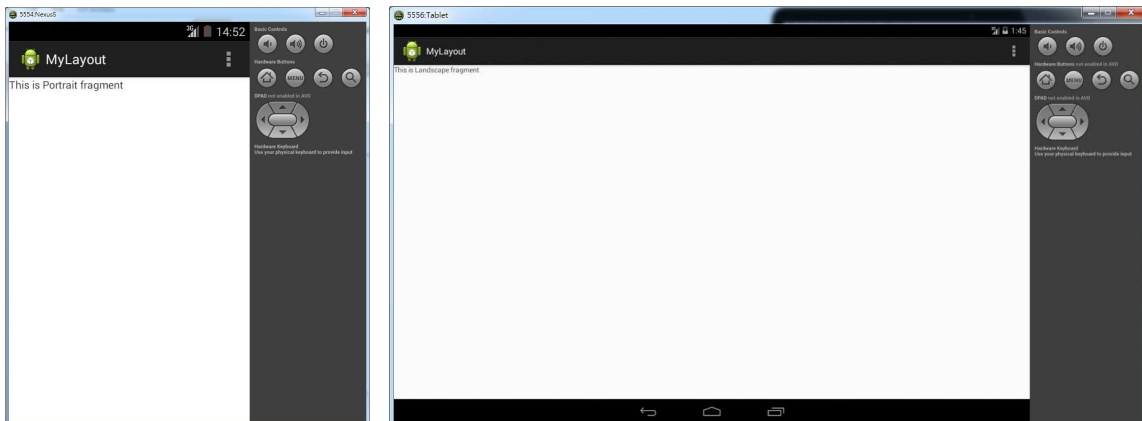 5554:NexusS
3G 14:52
MyLayout
This is Portrait fragment
Basic Controls
Hardware Buttons
MENU
DPAD not enabled in AVD
Hardware Keyboard
Use your physical keyboard to provide input
5556:Tablet
1:45
MyLayout
This is Landscape fragment
Basic Controls
Hardware Buttons not enabled in AVD
MENU
DPAD not enabled in AVD
Hardware Keyboard
Use your physical keyboard to provide input